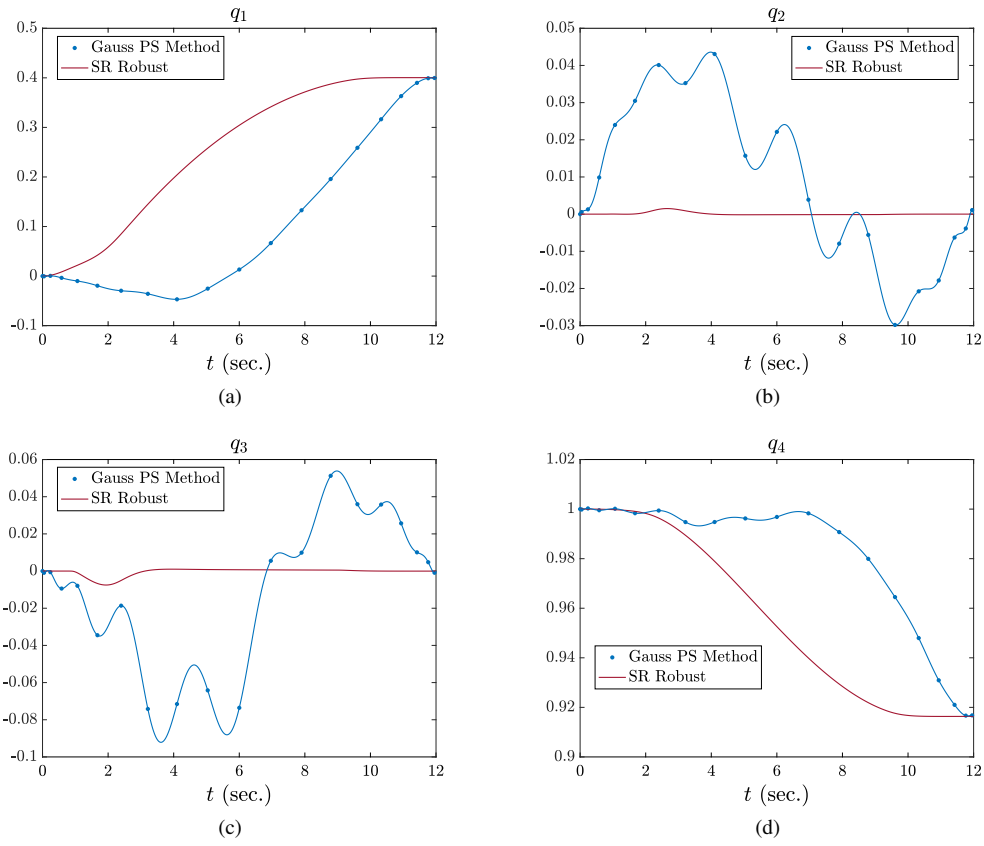 q1
0.5
0.4
0.3
0.2
0.1
0
-0.1
Gauss PS Method
SR Robust
0 2 4 6 8 10 12
t (sec.)
(a)
q2
0.05
0.04
0.03
0.02
0.01
0
-0.01
-0.02
-0.03
Gauss PS Method
SR Robust
0 2 4 6 8 10 12
t (sec.)
(b)
q3
0.06
0.04
0.02
0
-0.02
-0.04
-0.06
-0.08
-0.1
Gauss PS Method
SR Robust
0 2 4 6 8 10 12
t (sec.)
(c)
q4
1.02
1
0.98
0.96
0.94
0.92
0.9
Gauss PS Method
SR Robust
0 2 4 6 8 10 12
t (sec.)
(d)